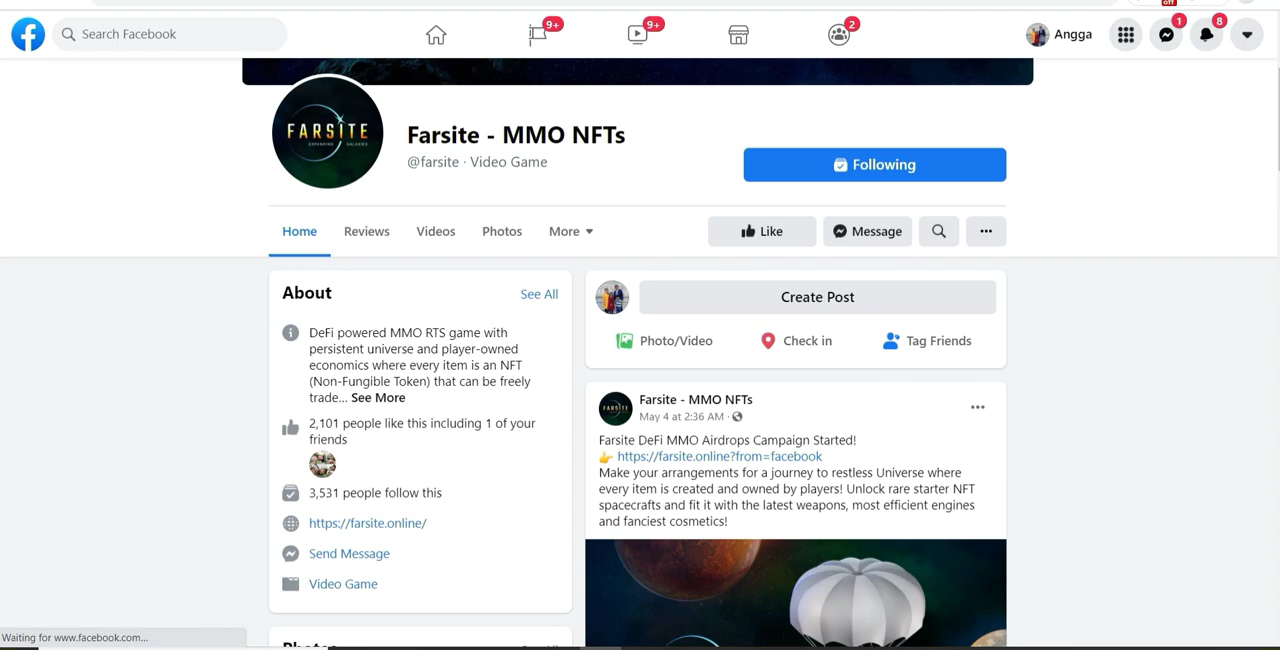 off
Search Facebook
9+
9+
2
Angga
1
8
FARSITE
EXPANDING GALAXIES
Farsite - MMO NFTs
@farsite · Video Game
Following
Home
Reviews
Videos
Photos
More
Like
Message
About
See All
DeFi powered MMO RTS game with
persistent universe and player-owned
economics where every item is an NFT
(Non-Fungible Token) that can be freely
trade... See More
2,101 people like this including 1 of your
friends
3,531 people follow this
https://farsite.online/
Send Message
Video Game
Create Post
Photo/Video
Check in
Tag Friends
FARSITE
Farsite - MMO NFTs
May 4 at 2:36 AM ·
Farsite DeFi MMO Airdrops Campaign Started!
👉 https://farsite.online?from=facebook
Make your arrangements for a journey to restless Universe where
every item is created and owned by players! Unlock rare starter NFT
spacecrafts and fit it with the latest weapons, most efficient engines
and fanciest cosmetics!
Waiting for www.facebook.com...